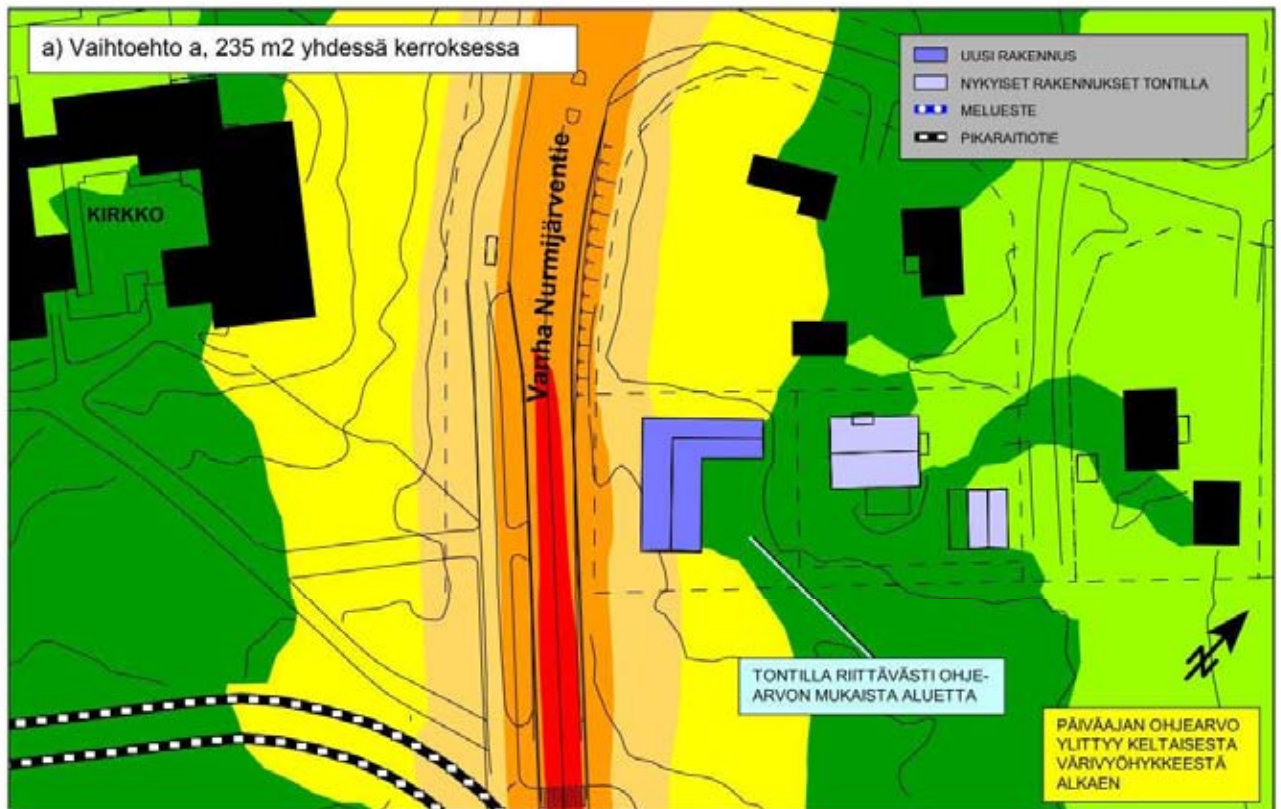 a) Vaihtoehto a, 235 m2 yhdessä kerroksessa
UUSI RAKENNUS
NYKYISET RAKENNUKSET TONTILLA
MELUESTE
PIKARAITIOTIE
KIRKKO
Vanha Nurmijärventie
TONTILLA RIITTÄVÄSTI OHJE-
ARVON MUKAISTA ALUETTA
N
PÄIVÄAJAN OHJEARVO
YLITTYY KELTAISESTA
VÄRIVYÖHYKKEESTÄ
ALKAEN